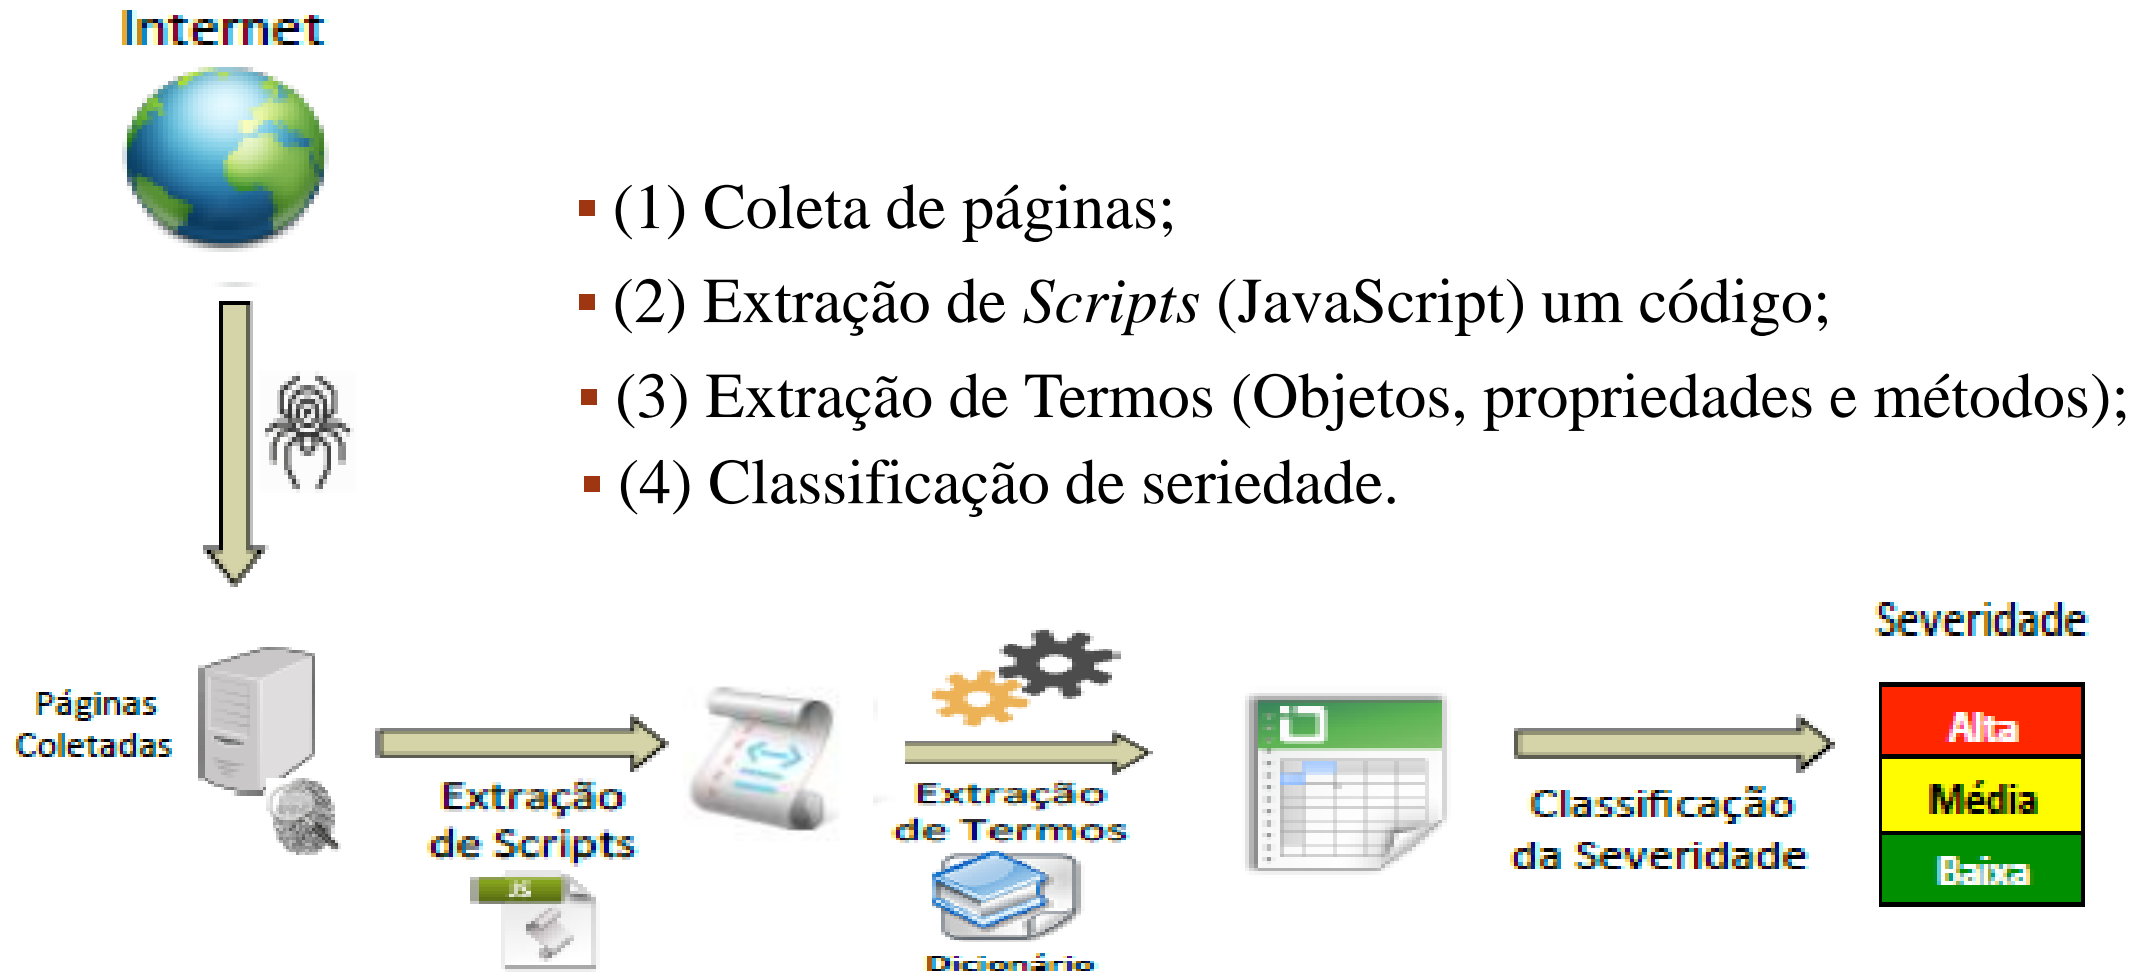 Internet
(1) Coleta de páginas;
(2) Extração de Scripts (JavaScript) um código;
(3) Extração de Termos (Objetos, propriedades e métodos);
(4) Classificação de seriedade.
Páginas
Coletadas
Extração
de Scripts
JS
Extração
de Termos
Dicionário
Classificação
da Severidade
Severidade
Alta
Média
Baixa